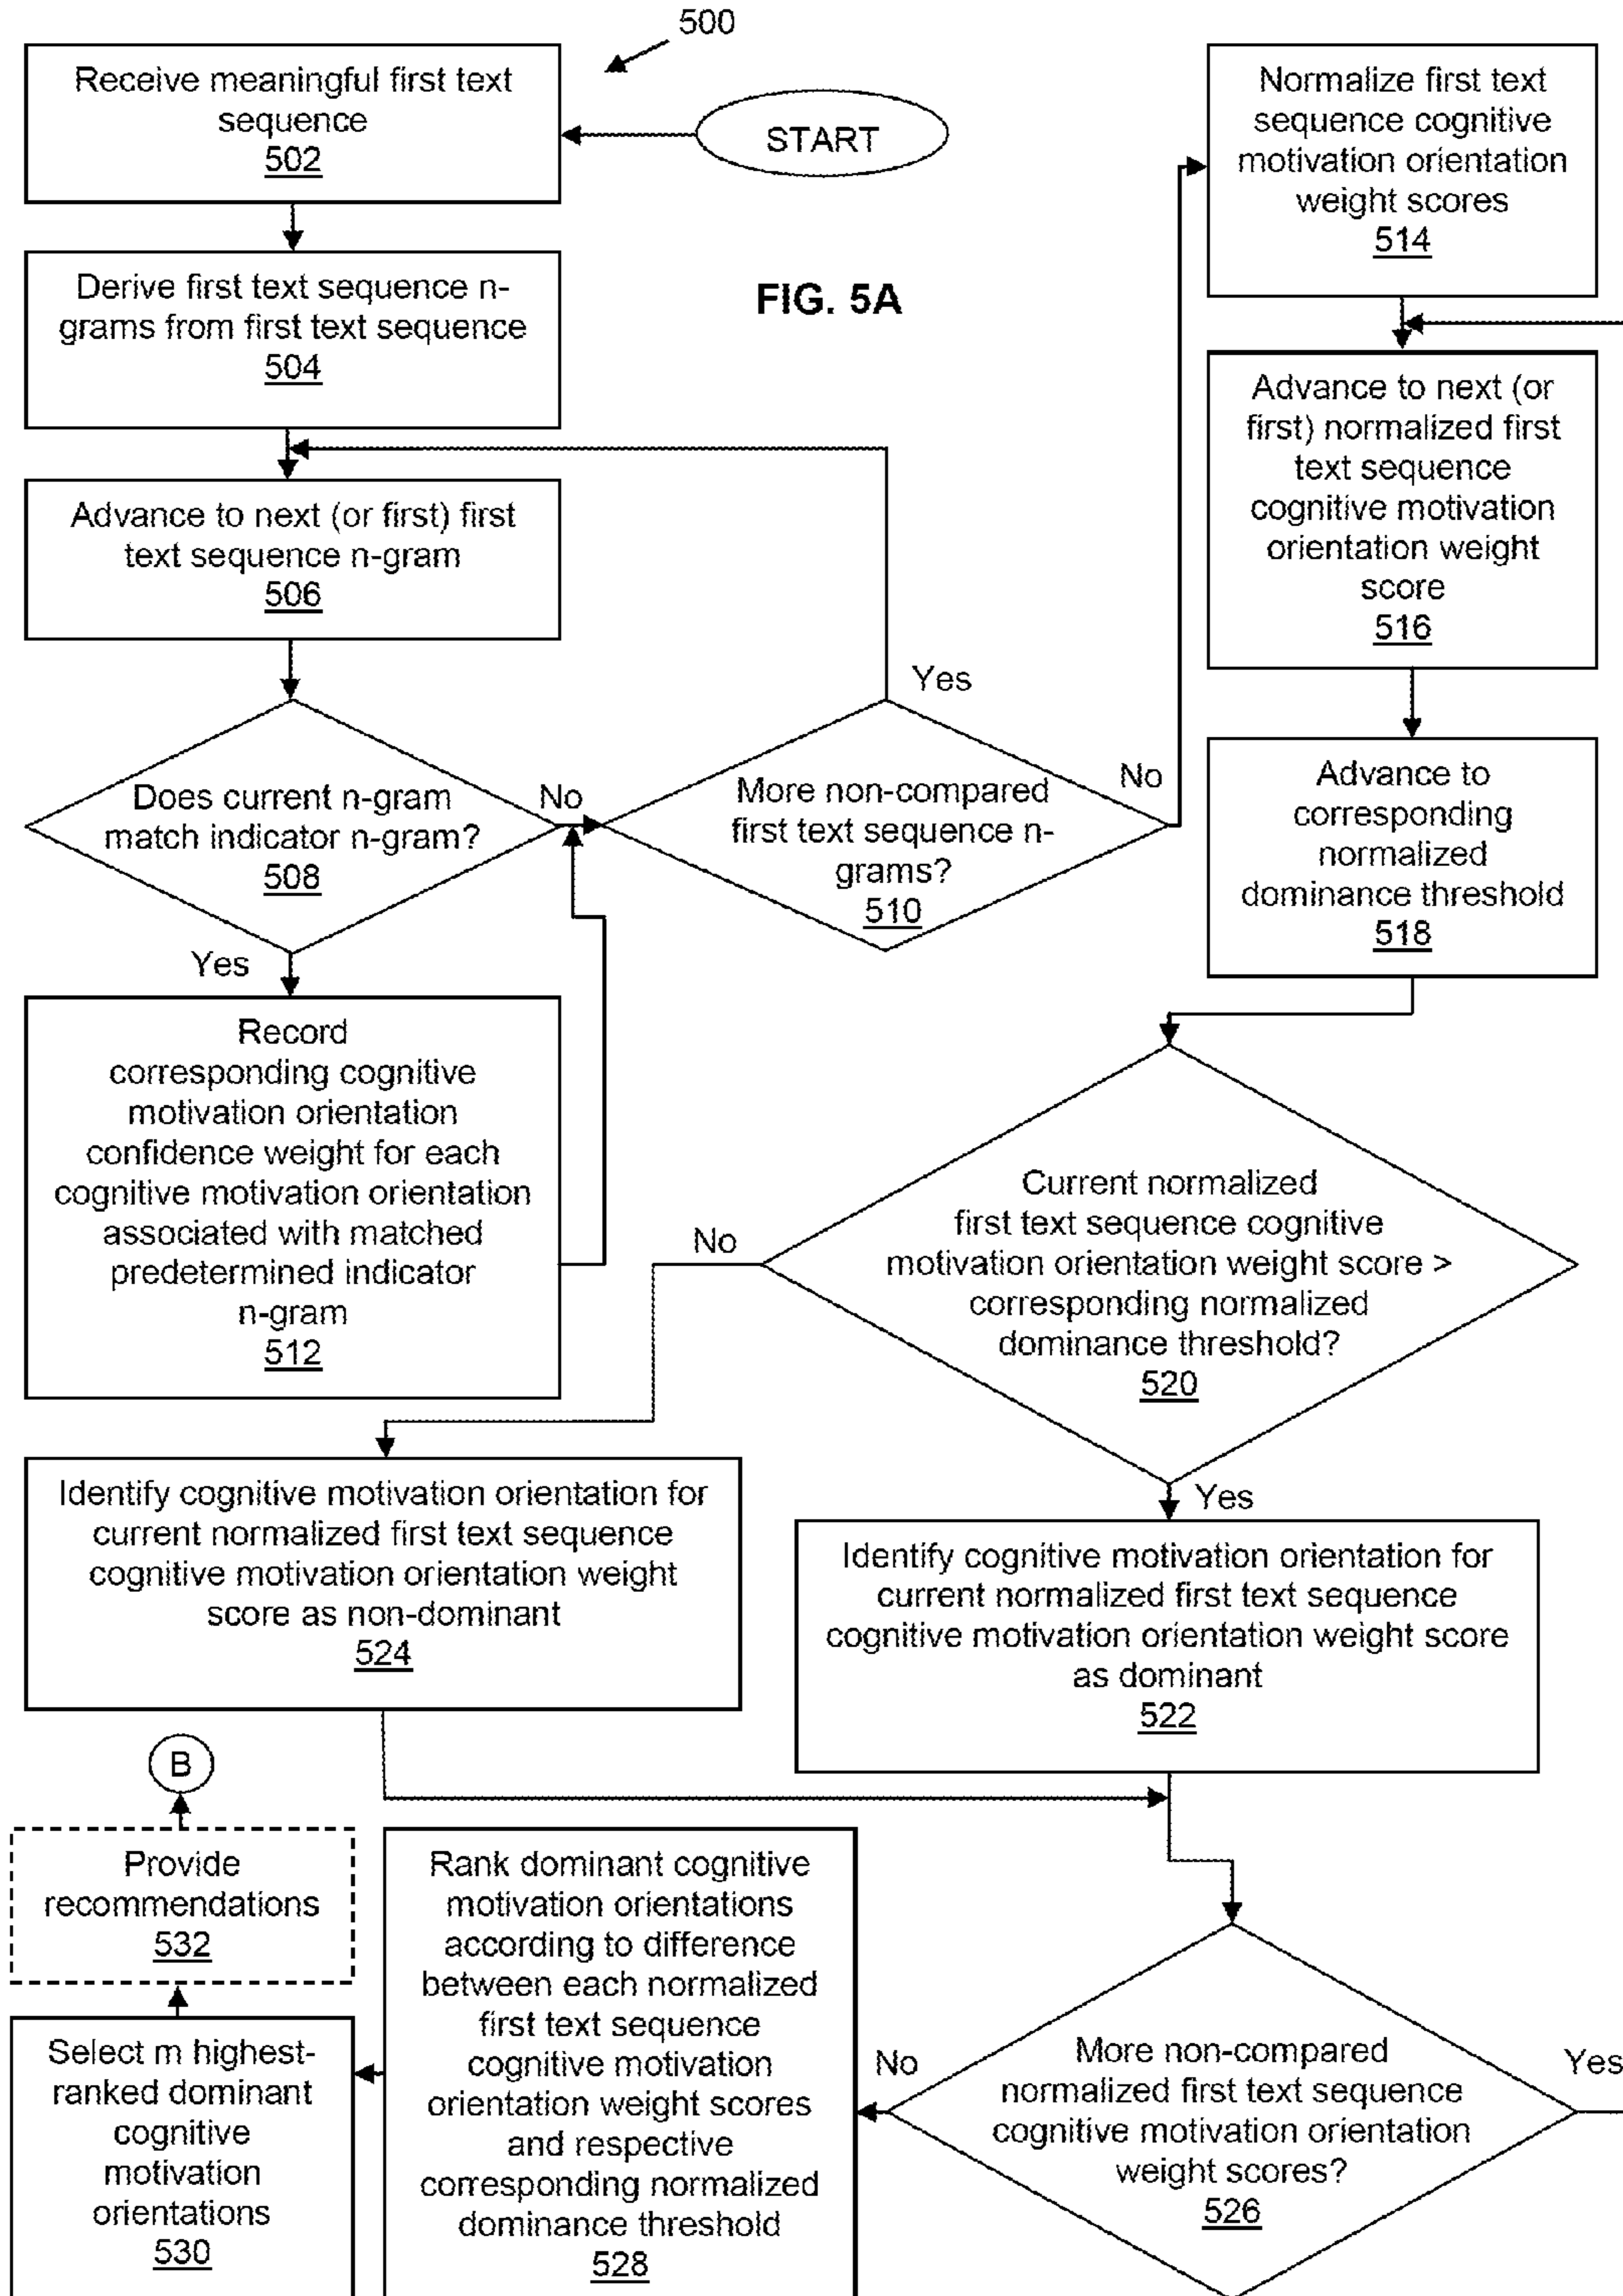 500
START
Receive meaningful first text
sequence
502
Derive first text sequence n-
grams from first text sequence
504
FIG. 5A
Advance to next (or first) first
text sequence n-gram
506
Does current n-gram
match indicator n-gram?
508
No
Yes
More non-compared
first text sequence n-
grams?
510
Yes
No
Record
corresponding cognitive
motivation orientation
confidence weight for each
cognitive motivation orientation
associated with matched
predetermined indicator
n-gram
512
Normalize first text
sequence cognitive
motivation orientation
weight scores
514
Advance to next (or
first) normalized first
text sequence
cognitive motivation
orientation weight
score
516
Advance to
corresponding
normalized
dominance threshold
518
Current normalized
first text sequence cognitive
motivation orientation weight score >
corresponding normalized
dominance threshold?
520
No
Yes
Identify cognitive motivation orientation for
current normalized first text sequence
cognitive motivation orientation weight
score as non-dominant
524
Identify cognitive motivation orientation for
current normalized first text sequence
cognitive motivation orientation weight score
as dominant
522
More non-compared
normalized first text sequence
cognitive motivation orientation
weight scores?
526
No
Yes
Rank dominant cognitive
motivation orientations
according to difference
between each normalized
first text sequence
cognitive motivation
orientation weight scores
and respective
corresponding normalized
dominance threshold
528
Select m highest-
ranked dominant
cognitive
motivation
orientations
530
Provide
recommendations
532
B